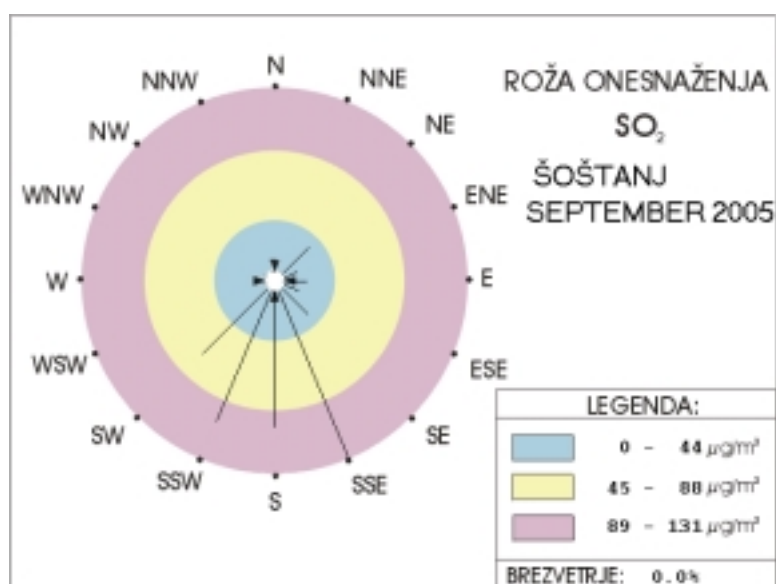 ROŽA ONESNAŽENJA
SO₂
ŠOŠTANJ
SEPTEMBER 2005
N
NNE
NE
ENE
E
ESE
SE
SSE
S
SSW
SW
WSW
W
WNW
NW
NNW
LEGENDA:
0 - 44 µg/m³
45 - 88 µg/m³
89 - 131 µg/m³
BREZVETRJE: 0.0%